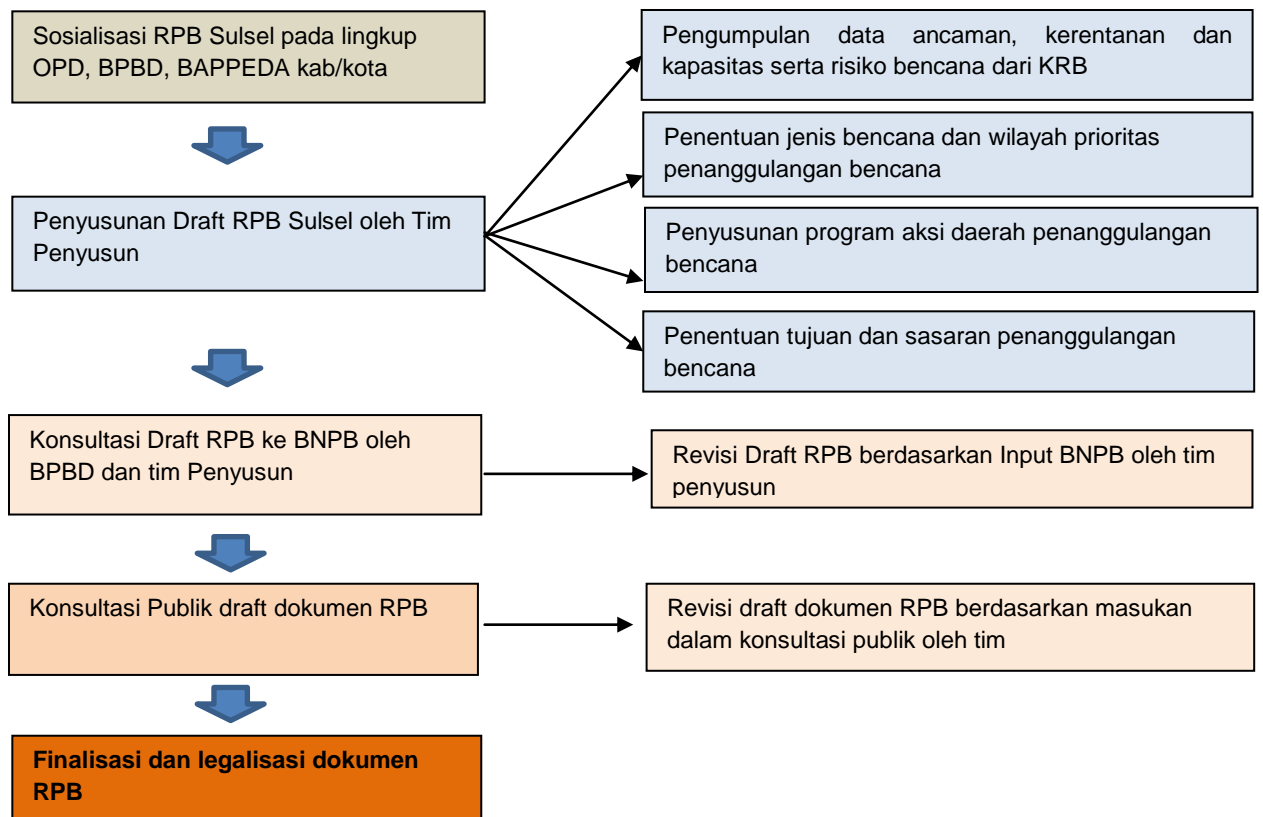 Sosialisasi RPB Sulsel pada lingkup
OPD, BPBD, BAPPEDA kab/kota
Pengumpulan data ancaman, kerentanan dan
kapasitas serta risiko bencana dari KRB
Penentuan jenis bencana dan wilayah prioritas
penanggulangan bencana
Penyusunan Draft RPB Sulsel oleh Tim
Penyusun
Penyusunan program aksi daerah penanggulangan
bencana
Penentuan tujuan dan sasaran penanggulangan
bencana
Konsultasi Draft RPB ke BNPB oleh
BPBD dan tim Penyusun
Revisi Draft RPB berdasarkan Input BNPB oleh tim
penyusun
Konsultasi Publik draft dokumen RPB
Revisi draft dokumen RPB berdasarkan masukan
dalam konsultasi publik oleh tim
Finalisasi dan legalisasi dokumen
RPB